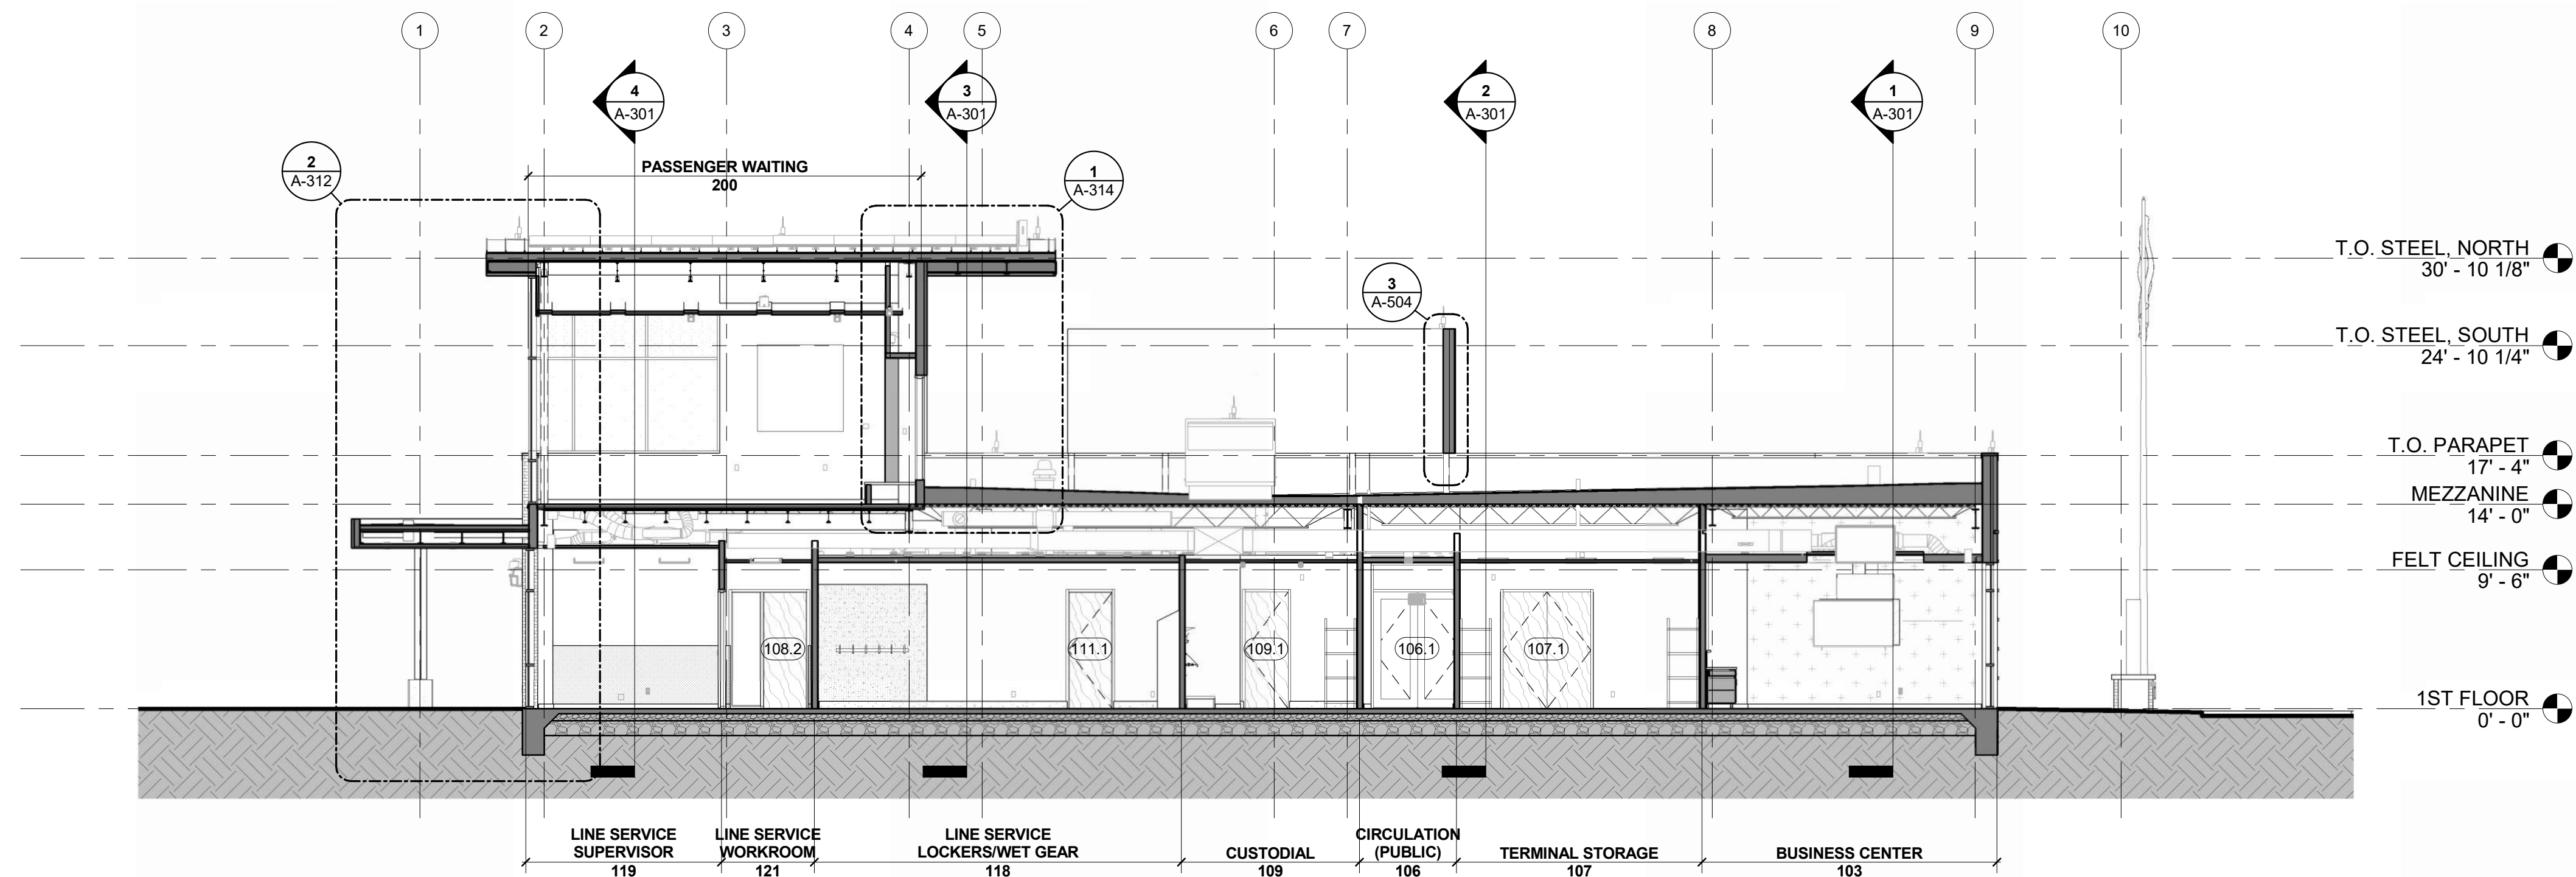 1
2
3
4
5
6
7
8
9
10
4
A-301
3
A-301
2
A-301
1
A-301
2
A-312
PASSENGER WAITING
200
1
A-314
3
A-504
T.O. STEEL, NORTH
30' - 10 1/8"
T.O. STEEL, SOUTH
24' - 10 1/4"
T.O. PARAPET
17' - 4"
MEZZANINE
14' - 0"
FELT CEILING
9' - 6"
108.2
111.1
109.1
106.1
107.1
1ST FLOOR
0' - 0"
LINE SERVICE
SUPERVISOR
119
LINE SERVICE
WORKROOM
121
LINE SERVICE
LOCKERS/WET GEAR
118
CUSTODIAL
109
CIRCULATION
(PUBLIC)
106
TERMINAL STORAGE
107
BUSINESS CENTER
103